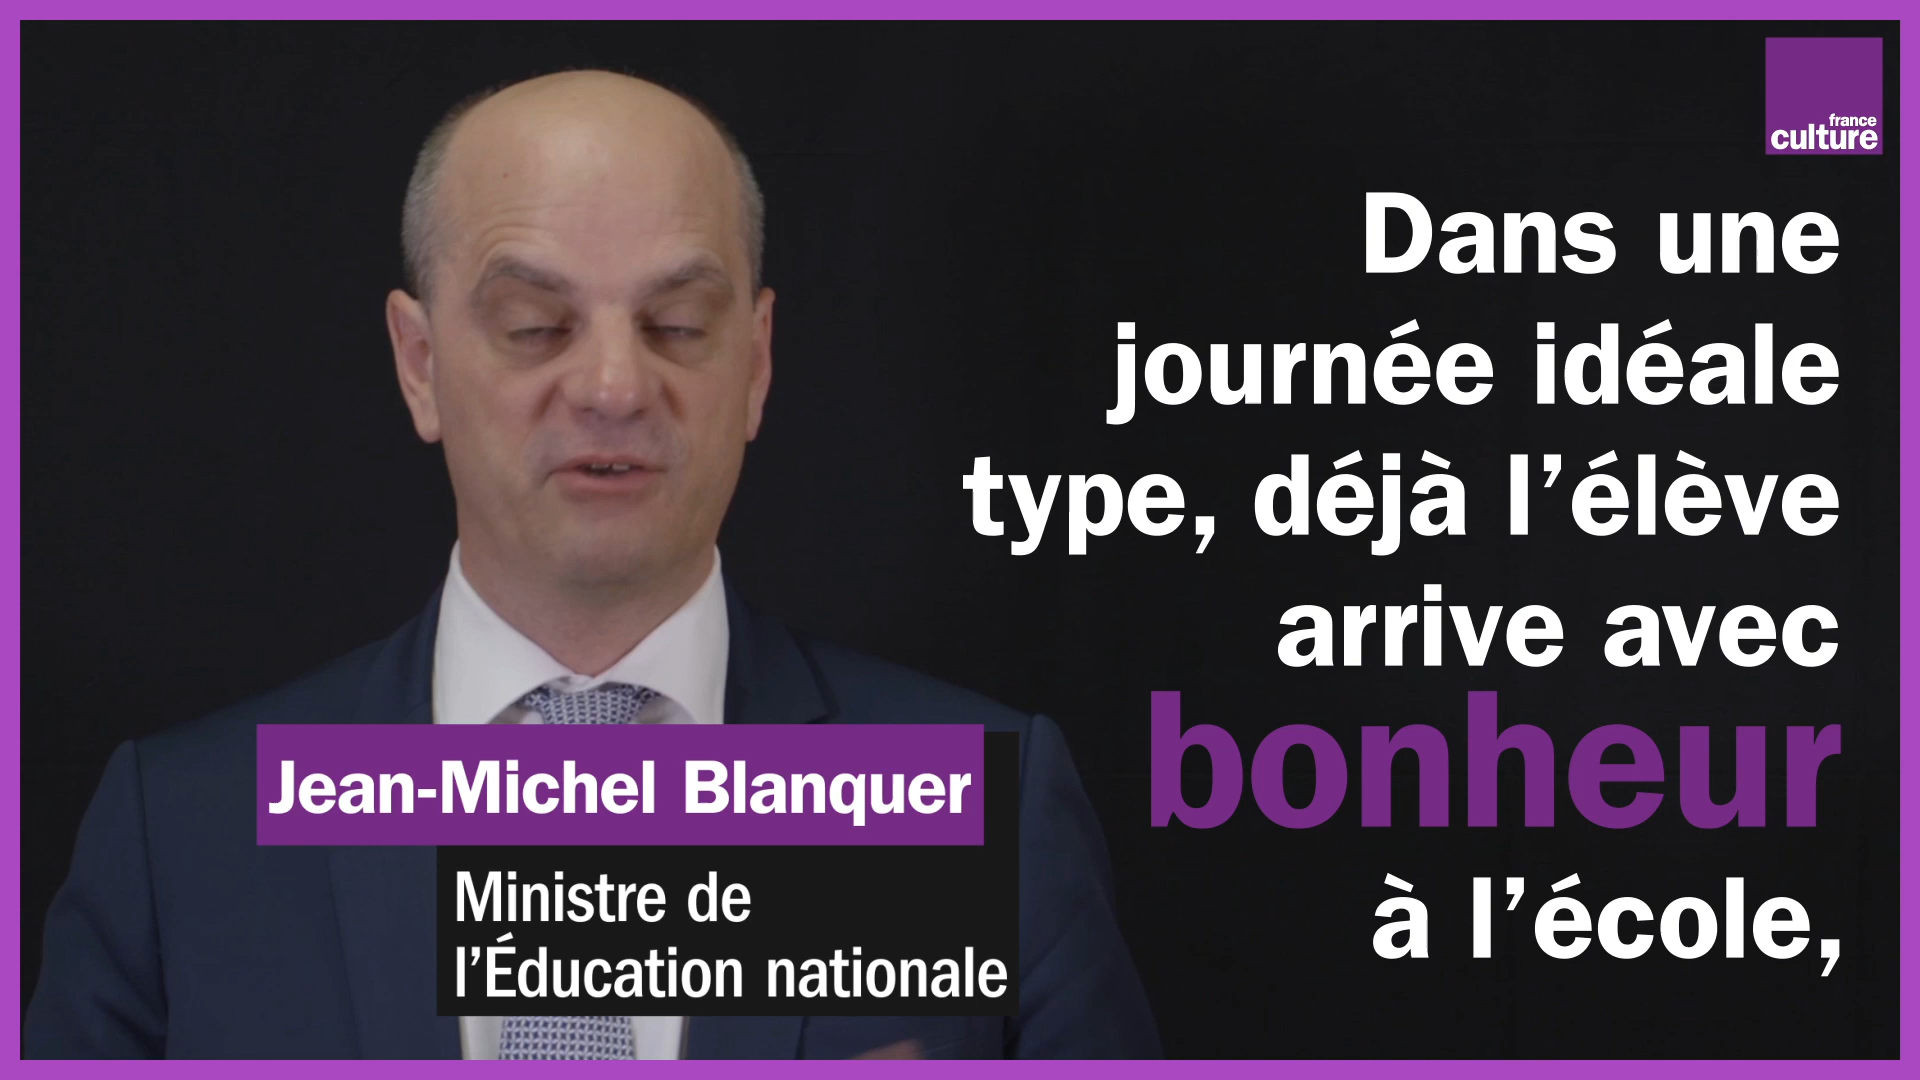 france
culture
Dans une
journée idéale
type, déjà l’élève
arrive avec
bonheur
à l’école,
Jean-Michel Blanquer
Ministre de
l’Éducation nationale